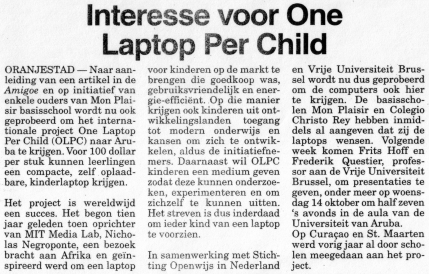 Interesse voor One
Laptop Per Child
ORANJESTAD — Naar aan-
leiding van een artikel in de
Amigoe en op initiatief van
enkele ouders van Mon Plai-
sir basisschool wordt nu ook
geprobeerd om het interna-
tionale project One Laptop
Per Child (OLPC) naar Aru-
ba te krijgen. Voor 100 dollar
per stuk kunnen leerlingen
een compacte, zelf oplaad-
bare, kinderlaptop krijgen.
Het project is wereldwijd
een succes. Het begon tien
jaar geleden toen oprichter
van MIT Media Lab, Nicho-
las Negroponte, een bezoek
bracht aan Afrika en geïn-
spireerd werd om een laptop
voor kinderen op de markt te
brengen die goedkoop was,
gebruiksvriendelijk en ener-
gie-efficiënt. Op die manier
krijgen ook kinderen uit ont-
wikkelingslanden toegang
tot modern onderwijs en
kansen om zich te ontwik-
kelen, aldus de initiatiefne-
mers. Daarnaast wil OLPC
kinderen een medium geven
zodat deze kunnen onderzoe-
ken, experimenteren en om
zichzelf te kunnen uitten.
Het streven is dus inderdaad
om ieder kind van een laptop
te voorzien.
In samenwerking met Stich-
ting Openwijs in Nederland
en Vrije Universiteit Brus-
sel wordt nu dus geprobeerd
om de computers ook hier
te krijgen. De basisscho-
len Mon Plaisir en Colegio
Christo Rey hebben inmid-
dels al aangeven dat zij de
laptops wensen. Volgende
week komen Frits Hoff en
Frederik Questier, profes-
sor aan de Vrije Universiteit
Brussel, om presentaties te
geven, onder meer op woens-
dag 14 oktober om half zeven
's avonds in de aula van de
Universiteit van Aruba.
Op Curaçao en St. Maarten
werd vorig jaar al door scho-
len meegedaan aan het pro-
ject.